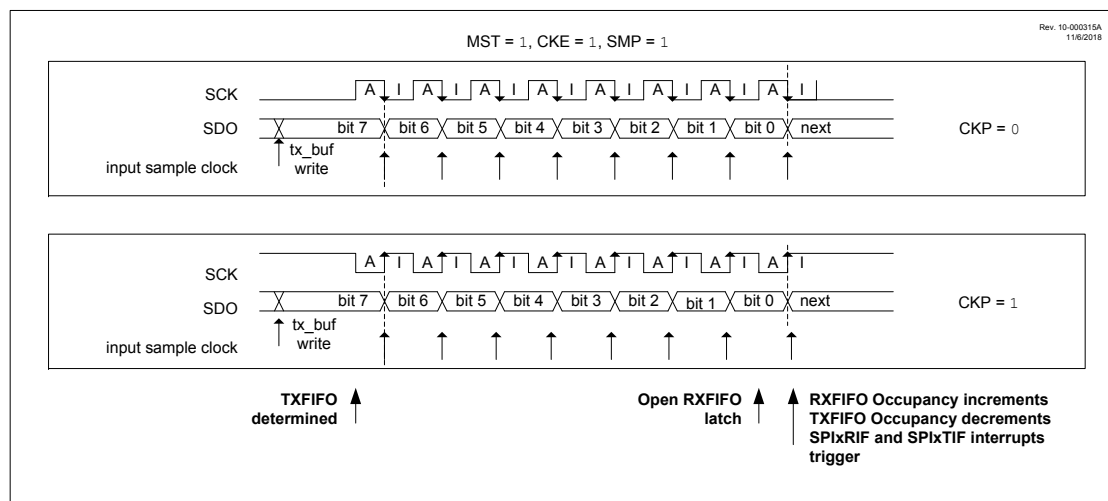 Rev. 10-000315A
11/6/2018
MST = 1, CKE = 1, SMP = 1
SCK
A I A I A I A I A I A I A I A I
SDO
bit 7 bit 6 bit 5 bit 4 bit 3 bit 2 bit 1 bit 0 next
CKP = 0
tx_buf
write
input sample clock
SCK
A I A I A I A I A I A I A I A I
SDO
bit 7 bit 6 bit 5 bit 4 bit 3 bit 2 bit 1 bit 0 next
CKP = 1
tx_buf
write
input sample clock
TXFIFO
determined
Open RXFIFO
latch
RXFIFO Occupancy increments
TXFIFO Occupancy decrements
SPIxRIF and SPIxTIF interrupts
trigger